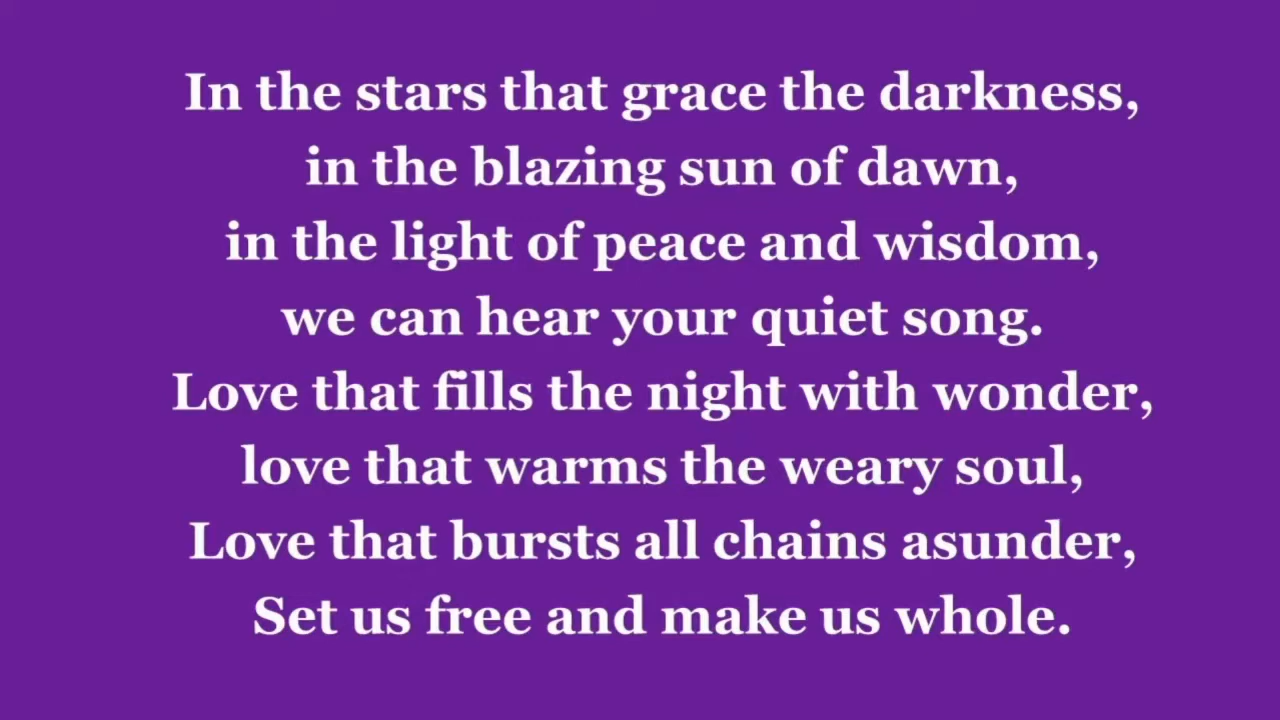 In the stars that grace the darkness,
in the blazing sun of dawn,
in the light of peace and wisdom,
we can hear your quiet song.
Love that fills the night with wonder,
love that warms the weary soul,
Love that bursts all chains asunder,
Set us free and make us whole.